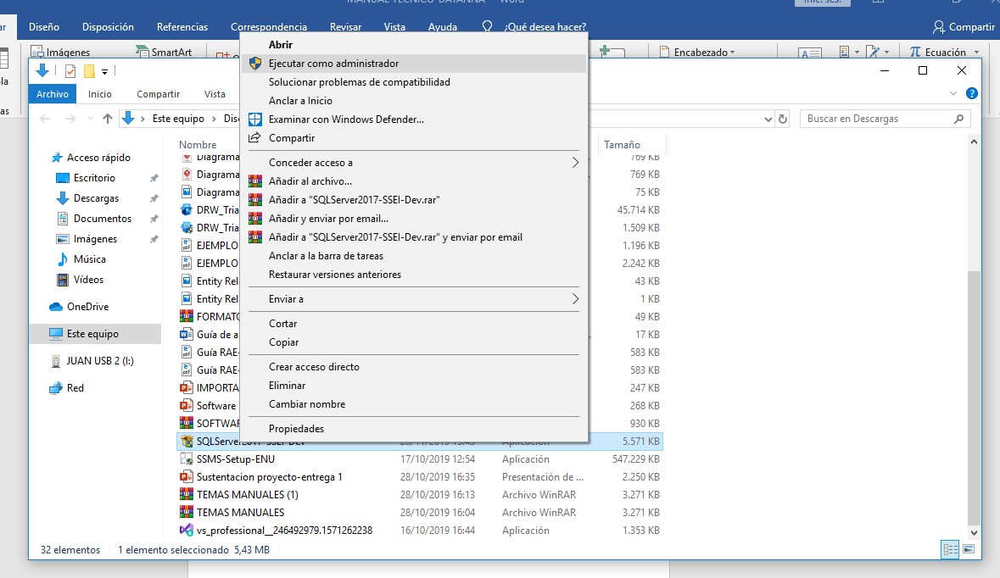 MANUAL TECNICO-DATANNA - Word
Inic. ses.
ar Diseño Disposición Referencias Correspondencia Revisar Vista Ayuda ¿Qué desea hacer? Compartir
Imágenes SmartArt Encabezado Ecuación
Archivo Inicio Compartir Vista
Este equipo Buscar en Descargas
Nombre Tamaño
Acceso rápido
Escritorio
Descargas
Documentos
Imágenes
Música
Vídeos
OneDrive
Este equipo
JUAN USB 2 (I:)
Red
Abrir
Ejecutar como administrador
Solucionar problemas de compatibilidad
Anclar a Inicio
Examinar con Windows Defender...
Compartir
Conceder acceso a
Añadir al archivo...
Añadir a "SQLServer2017-SSEI-Dev.rar"
Añadir y enviar por email...
Añadir a "SQLServer2017-SSEI-Dev.rar" y enviar por email
Anclar a la barra de tareas
Restaurar versiones anteriores
Enviar a
Cortar
Copiar
Crear acceso directo
Eliminar
Cambiar nombre
Propiedades
Diagrama 769 KB
Diagrama 769 KB
Diagrama 75 KB
DRW_Tria 45.714 KB
DRW_Tria 1.509 KB
EJEMPLO 1.196 KB
EJEMPLO 2.242 KB
Entity Rel 43 KB
Entity Rel 1 KB
FORMATO 49 KB
Guía de a 17 KB
Guía RAE- 583 KB
Guía RAE- 583 KB
IMPORTA 247 KB
Software 268 KB
SOFTWAR 930 KB
SQLServer2017-SSEI-Dev 28/11/2019 15:45 Aplicación 5.571 KB
SSMS-Setup-ENU 17/10/2019 12:54 Aplicación 547.229 KB
Sustentacion proyecto-entrega 1 28/10/2019 16:35 Presentación de ... 2.250 KB
TEMAS MANUALES (1) 28/10/2019 16:13 Archivo WinRAR 3.271 KB
TEMAS MANUALES 28/10/2019 16:04 Archivo WinRAR 3.271 KB
vs_professional__246492979.1571262238 16/10/2019 16:44 Aplicación 1.353 KB
32 elementos 1 elemento seleccionado 5,43 MB